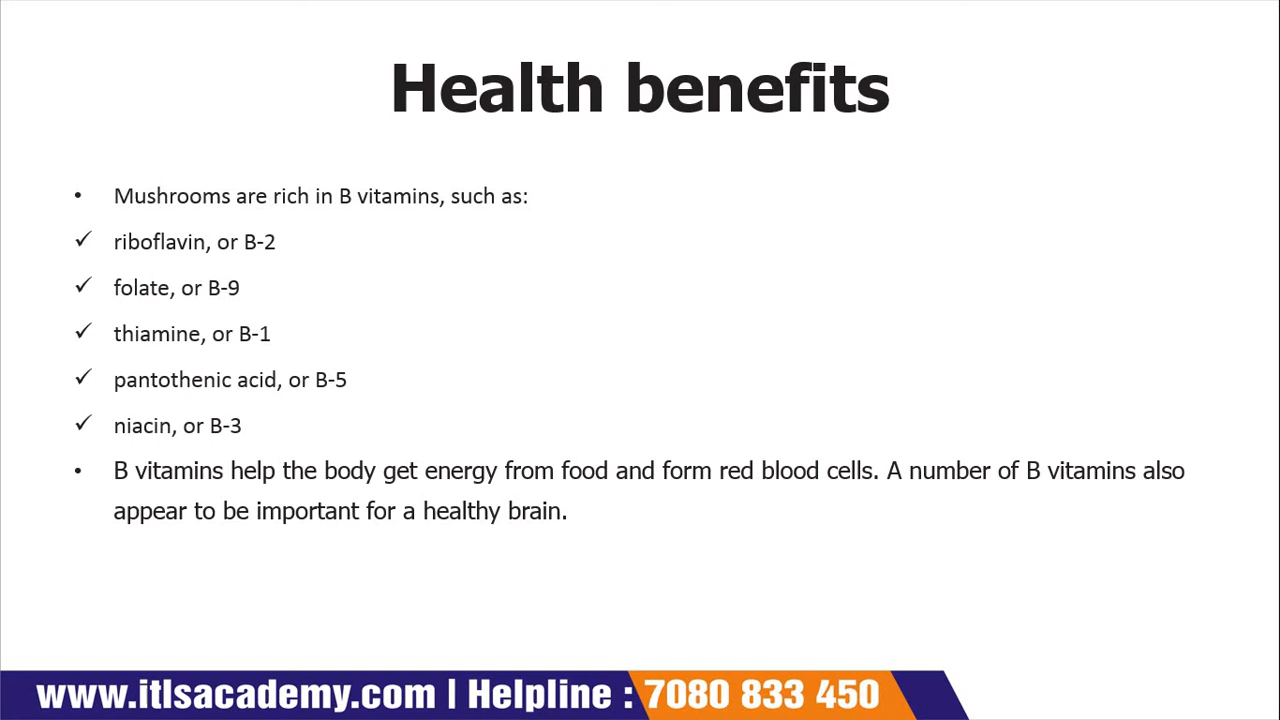 Health benefits
• Mushrooms are rich in B vitamins, such as:
✓ riboflavin, or B-2
✓ folate, or B-9
✓ thiamine, or B-1
✓ pantothenic acid, or B-5
✓ niacin, or B-3
• B vitamins help the body get energy from food and form red blood cells. A number of B vitamins also
appear to be important for a healthy brain.
www.itlsacademy.com | Helpline : 7080 833 450